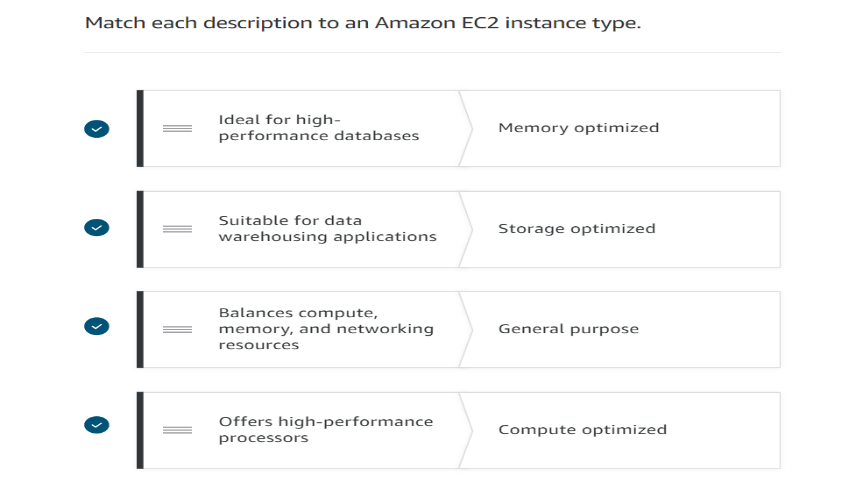 Match each description to an Amazon EC2 instance type.
Ideal for high-
performance databases
Memory optimized
Suitable for data
warehousing applications
Storage optimized
Balances compute,
memory, and networking
resources
General purpose
Offers high-performance
processors
Compute optimized